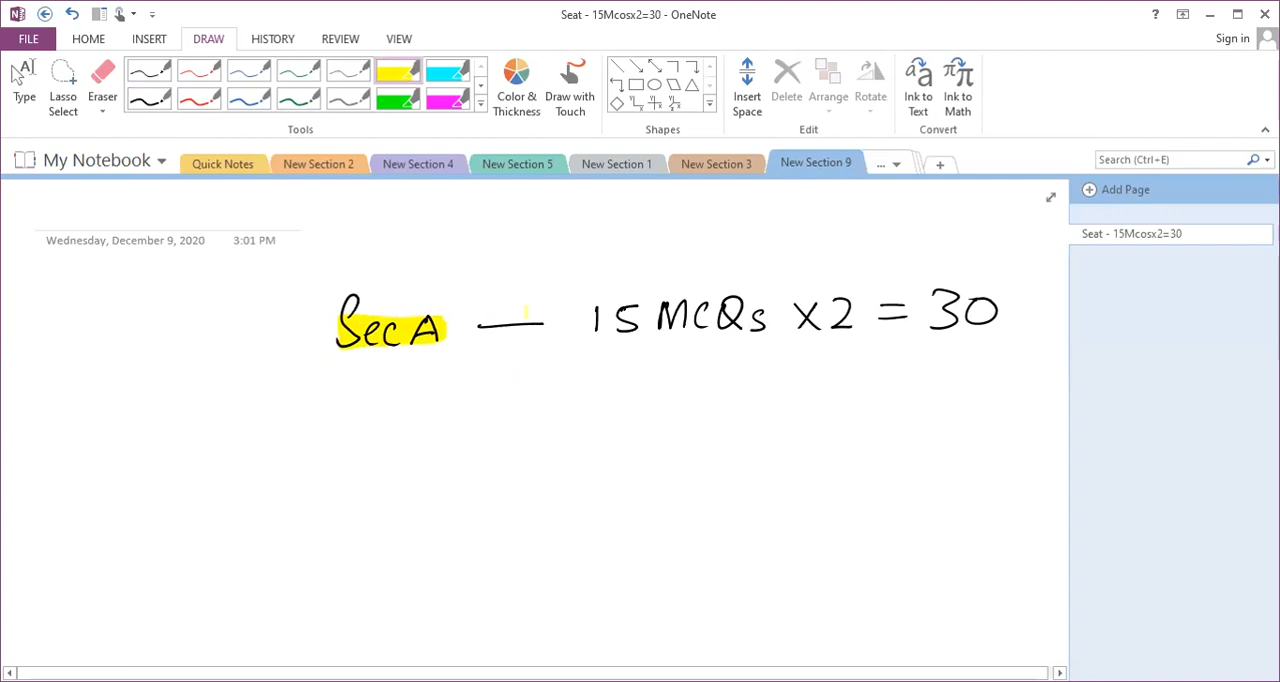 Seat - 15Mcosx2=30 - OneNote
?
Sign in
FILE HOME INSERT DRAW HISTORY REVIEW VIEW
Type
Lasso Select
Eraser
Color & Thickness
Draw with Touch
Insert Space
Delete
Arrange
Rotate
Ink to Text
Ink to Math
Tools
Shapes
Edit
Convert
My Notebook
Quick Notes
New Section 2
New Section 4
New Section 5
New Section 1
New Section 3
New Section 9
...
Search (Ctrl+E)
Add Page
Seat - 15Mcosx2=30
Wednesday, December 9, 2020 3:01 PM
Sec A — 15 MCQs x2 = 30